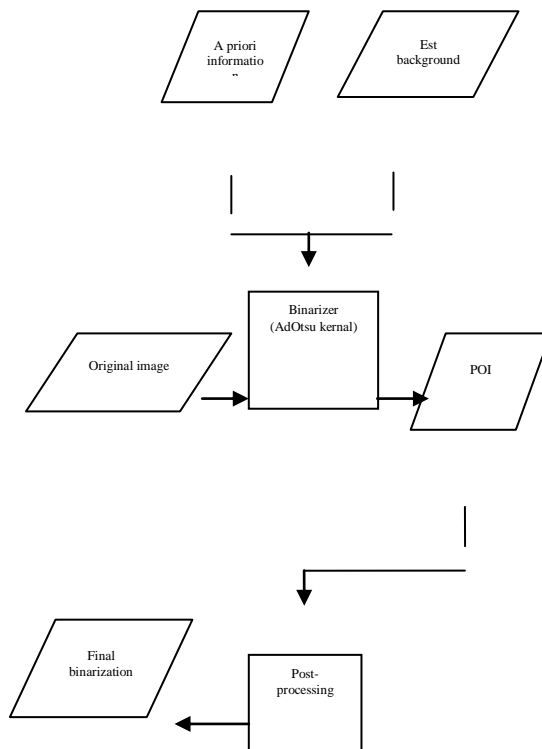 A priori
informatio
n
Est
background
Binarizer
(AdOtsu kernal)
Original image
POI
Final
binarization
Post-
processing